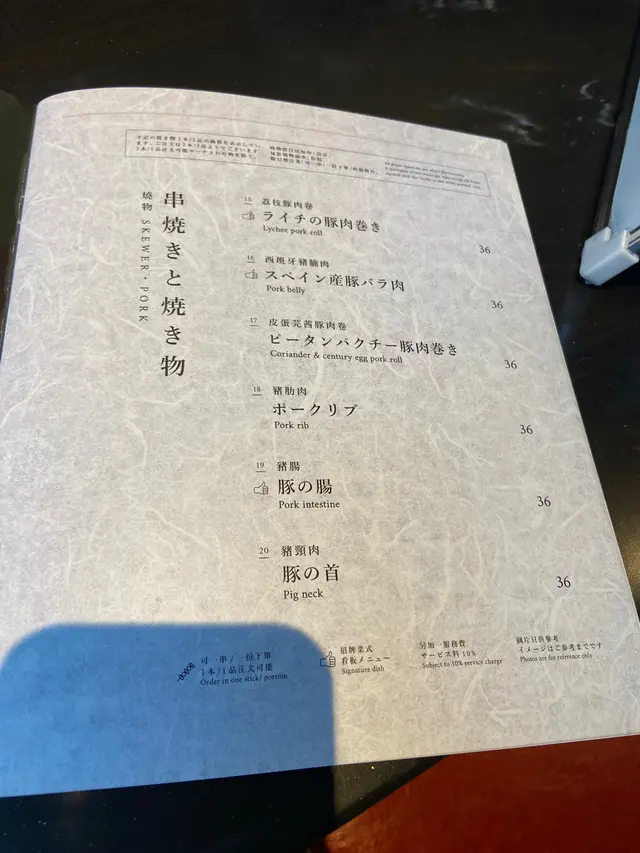 串焼きと焼き物
燒物 SKEWER · PORK
15 荔枝豚肉卷
ライチの豚肉巻き
Lychee pork roll
36
16 西班牙豬腩肉
スペイン産豚バラ肉
Pork belly
36
17 皮蛋芫茜豚肉卷
ピータンパクチー豚肉巻き
Coriander & century egg pork roll
36
18 豬肋肉
ポークリブ
Pork rib
36
19 豬腸
豚の腸
Pork intestine
36
20 豬頸肉
豚の首
Pig neck
36
可一串 / 一份下單
1本/1品注文可能
Order in one stick/ portion
招牌菜式
看板メニュー
Signature dish
另加一服務費
サービス料 10%
Subject to 10% service charge
圖片只供參考
イメージはご参考までです
Photos are for reference only